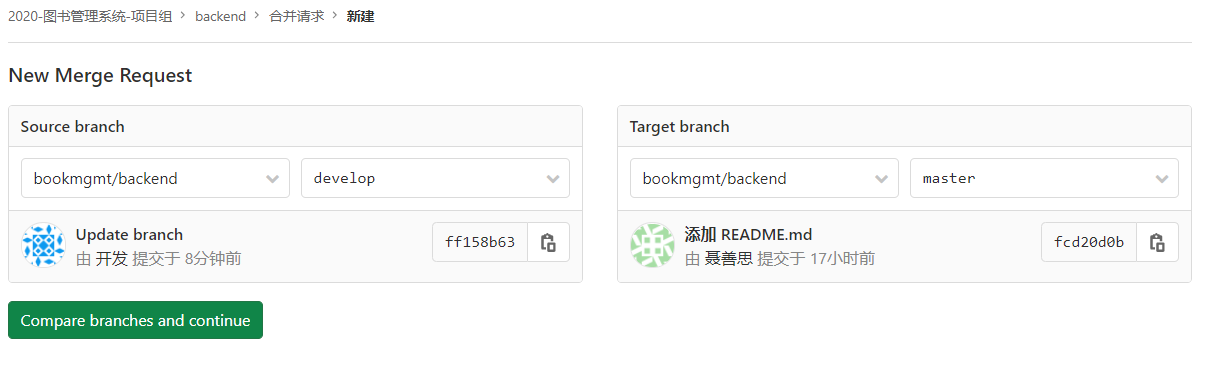 2020-图书管理系统-项目组 > backend > 合并请求 > 新建
New Merge Request
Source branch
bookmgmt/backend
develop
Update branch
ff158b63
由 开发 提交于 8分钟前
Target branch
bookmgmt/backend
master
添加 README.md
fcd20d0b
由 聂善思 提交于 17小时前
Compare branches and continue